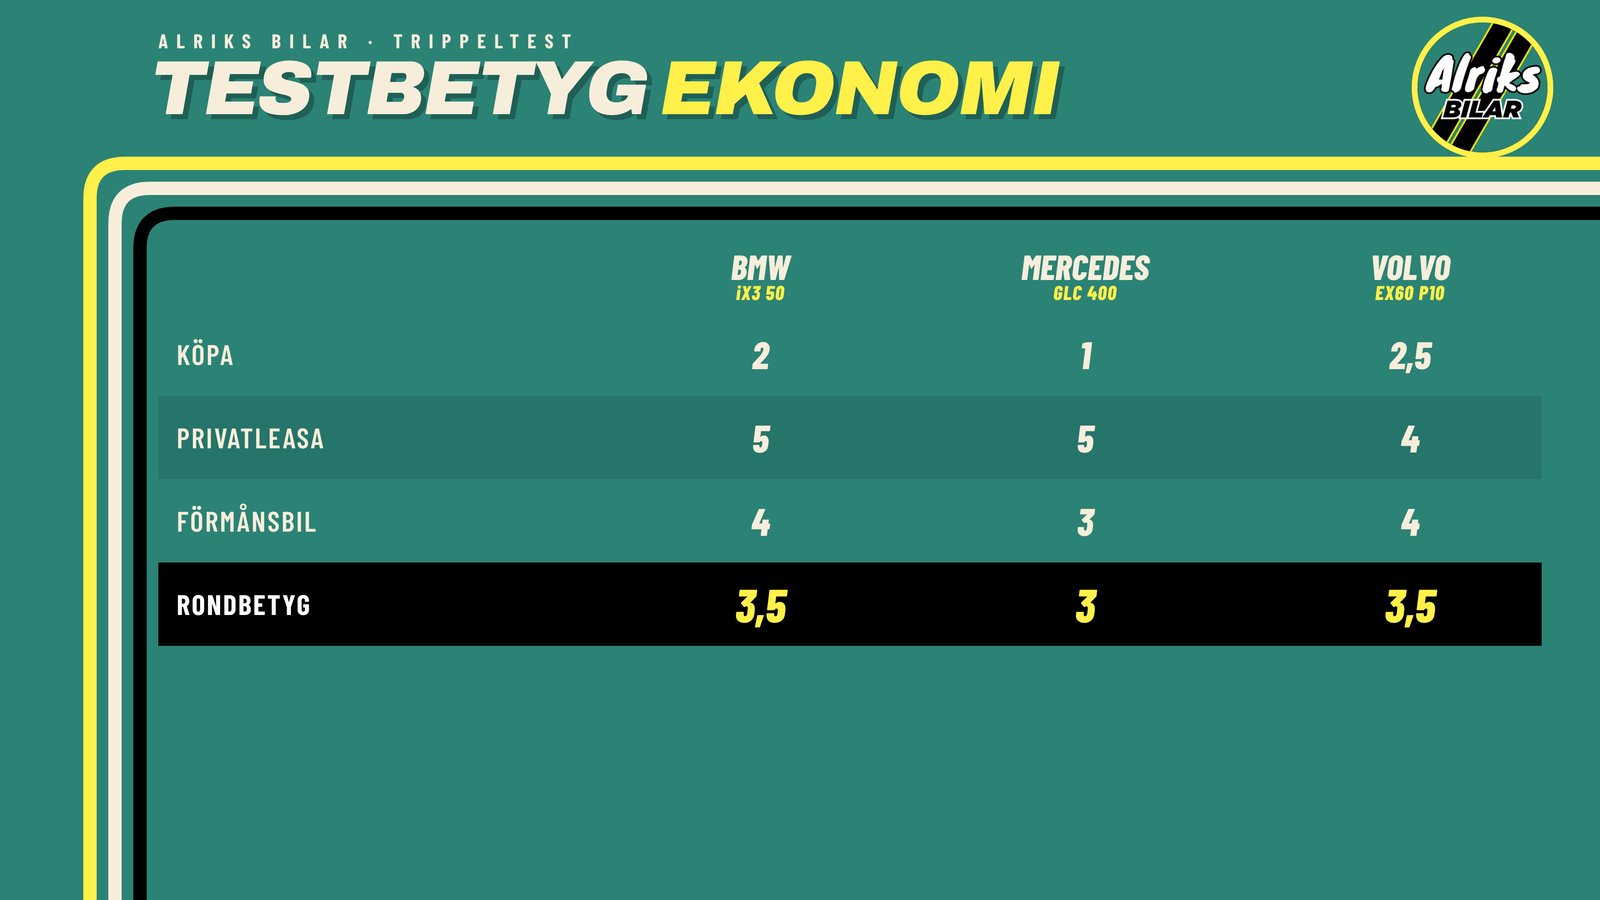 ALRIKS BILAR · TRIPPELTEST
TESTBETYG EKONOMI
Alriks
BILAR
BMW MERCEDES VOLVO
iX3 50 GLC 400 EX60 P10
KÖPA 2 1 2,5
PRIVATLEASA 5 5 4
FÖRMÅNSBIL 4 3 4
RONDBETYG 3,5 3 3,5